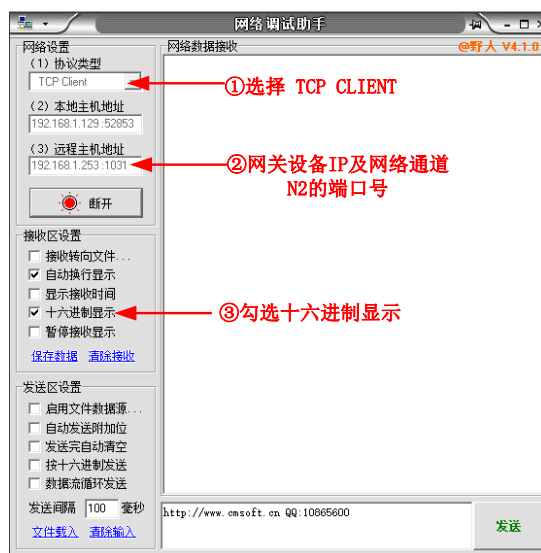 网络调试助手
网络设置
网络数据接收
@野人 V4.1.0
(1) 协议类型
TCP Client
①选择 TCP CLIENT
(2) 本地主机地址
192.168.1.129 :52853
(3) 远程主机地址
192.168.1.253 :1031
②网关设备IP及网络通道
N2的端口号
断开
接收区设置
接收转向文件...
自动换行显示
显示接收时间
十六进制显示
③勾选十六进制显示
暂停接收显示
保存数据 清除接收
发送区设置
启用文件数据源...
自动发送附加位
发送完自动清空
按十六进制发送
数据流循环发送
发送间隔 100 毫秒
文件载入 清除输入
http://www.cmsoft.cn QQ:10865600
发送